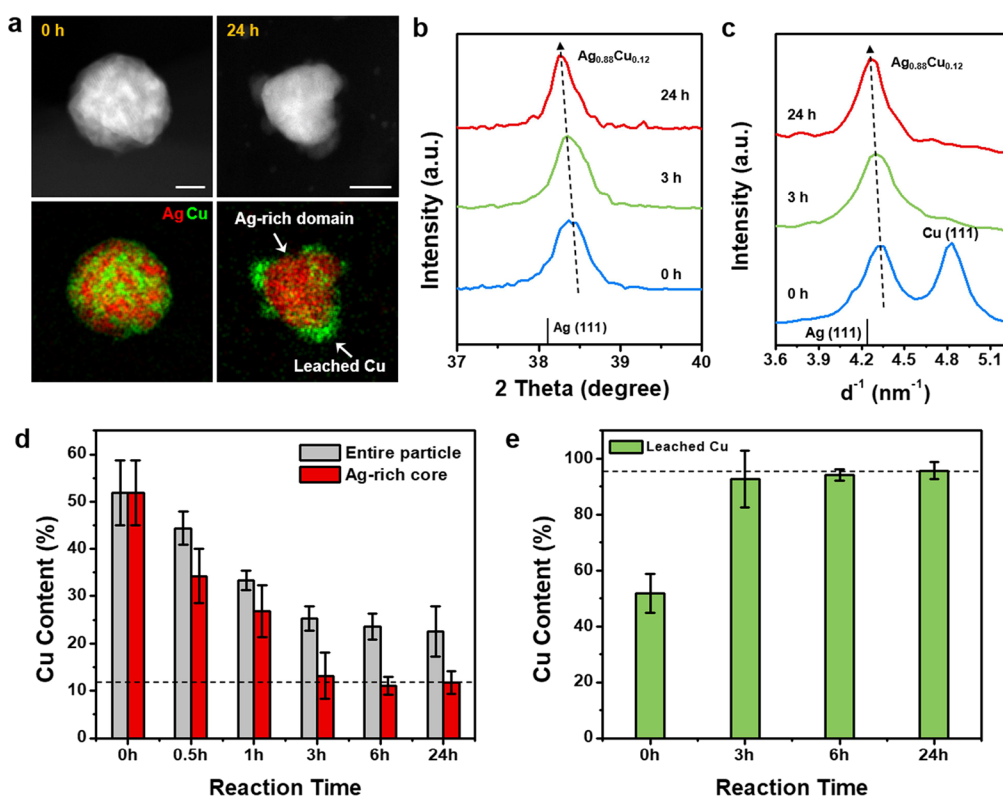 a
0 h
24 h
Ag Cu
Ag-rich domain
Leached Cu
b
Intensity (a.u.)
Ag0.88Cu0.12
24 h
3 h
0 h
Ag (111)
37 38 39 40
2 Theta (degree)
c
Intensity (a.u.)
Ag0.88Cu0.12
24 h
3 h
Cu (111)
0 h
Ag (111)
3.6 3.9 4.2 4.5 4.8 5.1
d⁻¹ (nm⁻¹)
d
Cu Content (%)
60
50
40
30
20
10
0
Entire particle
Ag-rich core
0h 0.5h 1h 3h 6h 24h
Reaction Time
e
Cu Content (%)
100
80
60
40
20
0
Leached Cu
0h 3h 6h 24h
Reaction Time